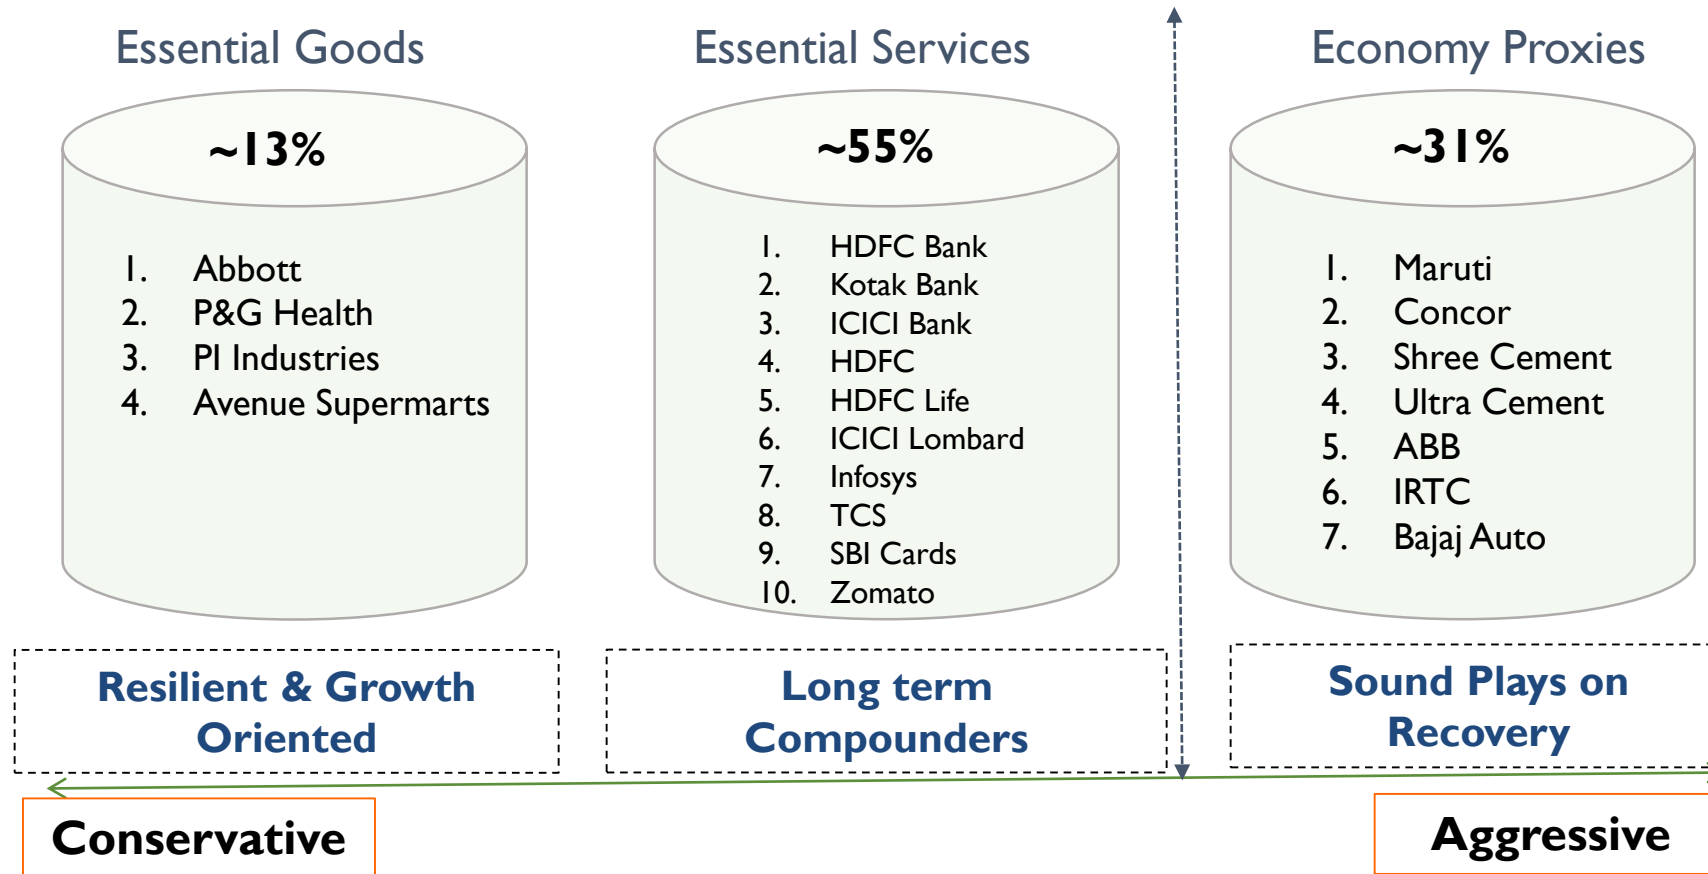 Essential Goods
~13%
1. Abbott
2. P&G Health
3. PI Industries
4. Avenue Supermarts
Resilient & Growth
Oriented
Essential Services
~55%
1. HDFC Bank
2. Kotak Bank
3. ICICI Bank
4. HDFC
5. HDFC Life
6. ICICI Lombard
7. Infosys
8. TCS
9. SBI Cards
10. Zomato
Long term
Compounders
Economy Proxies
~31%
1. Maruti
2. Concor
3. Shree Cement
4. Ultra Cement
5. ABB
6. IRTC
7. Bajaj Auto
Sound Plays on
Recovery
Conservative
Aggressive